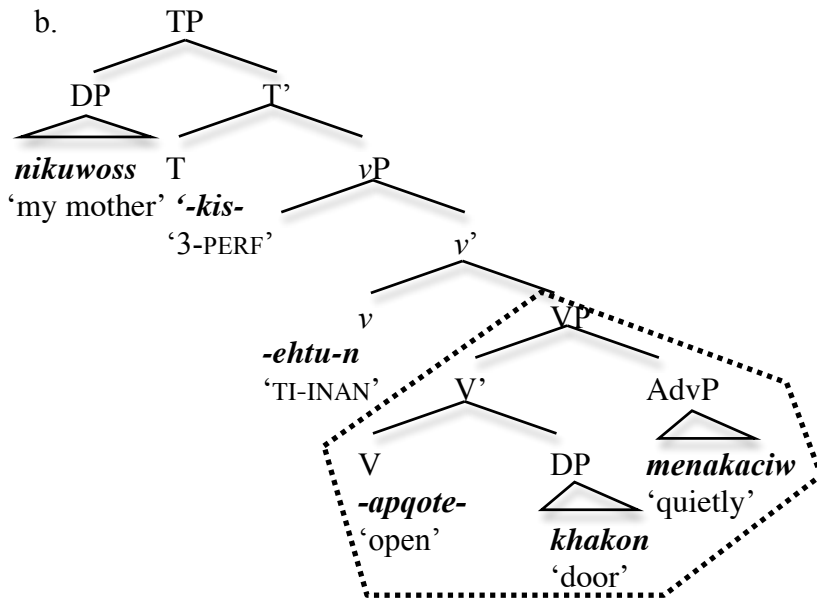 b. TP
DP T’
nikuwoss T vP
‘my mother’ ‘-kis-
‘3-PERF’ v’
v VP
-ehtu-n
‘TI-INAN’ V’ AdvP
V DP menakaciw
-apqote- ‘quietly’
‘open’ khakon
‘door’